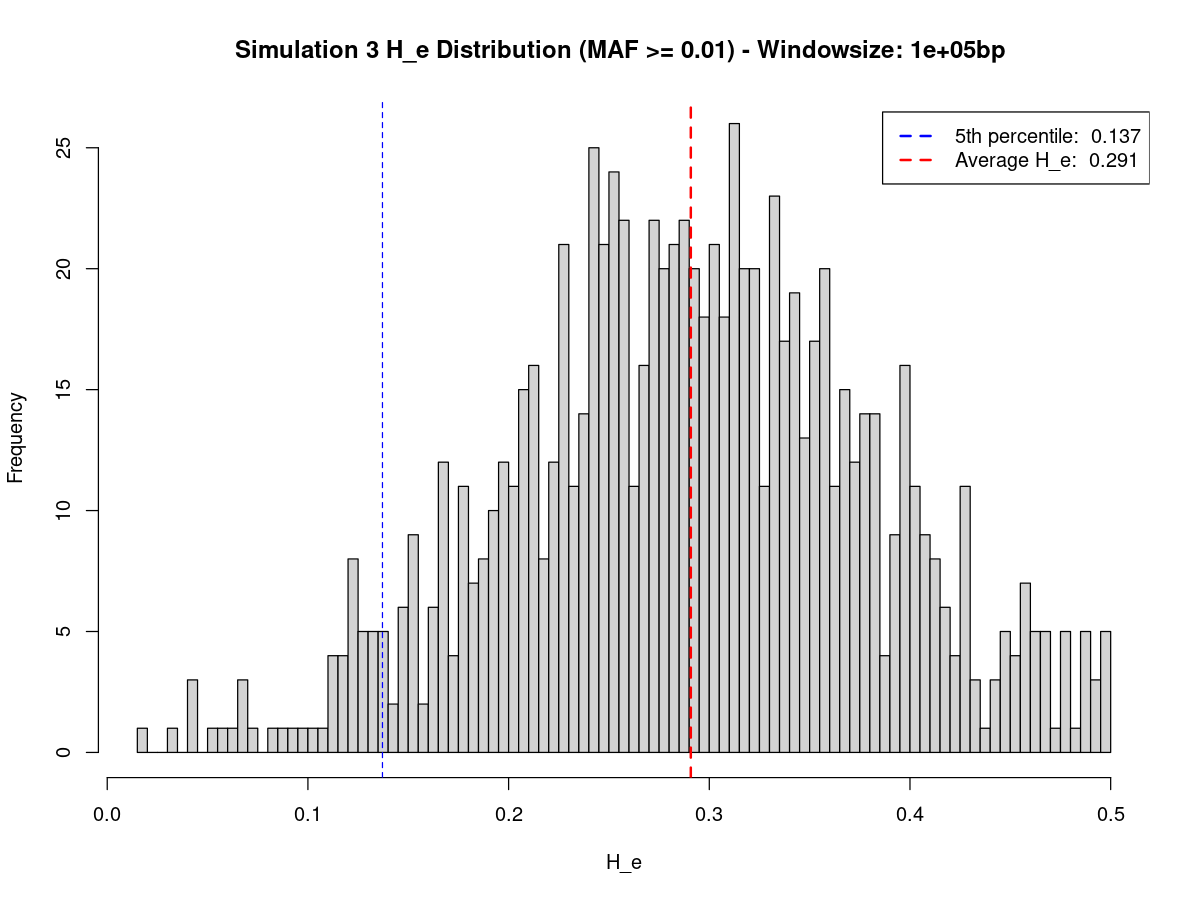 Simulation 3 H_e Distribution (MAF >= 0.01) - Windowsize: 1e+05bp
5th percentile:  0.137
Average H_e:  0.291
Frequency
25
20
15
10
5
0
0.0 0.1 0.2 0.3 0.4 0.5
H_e